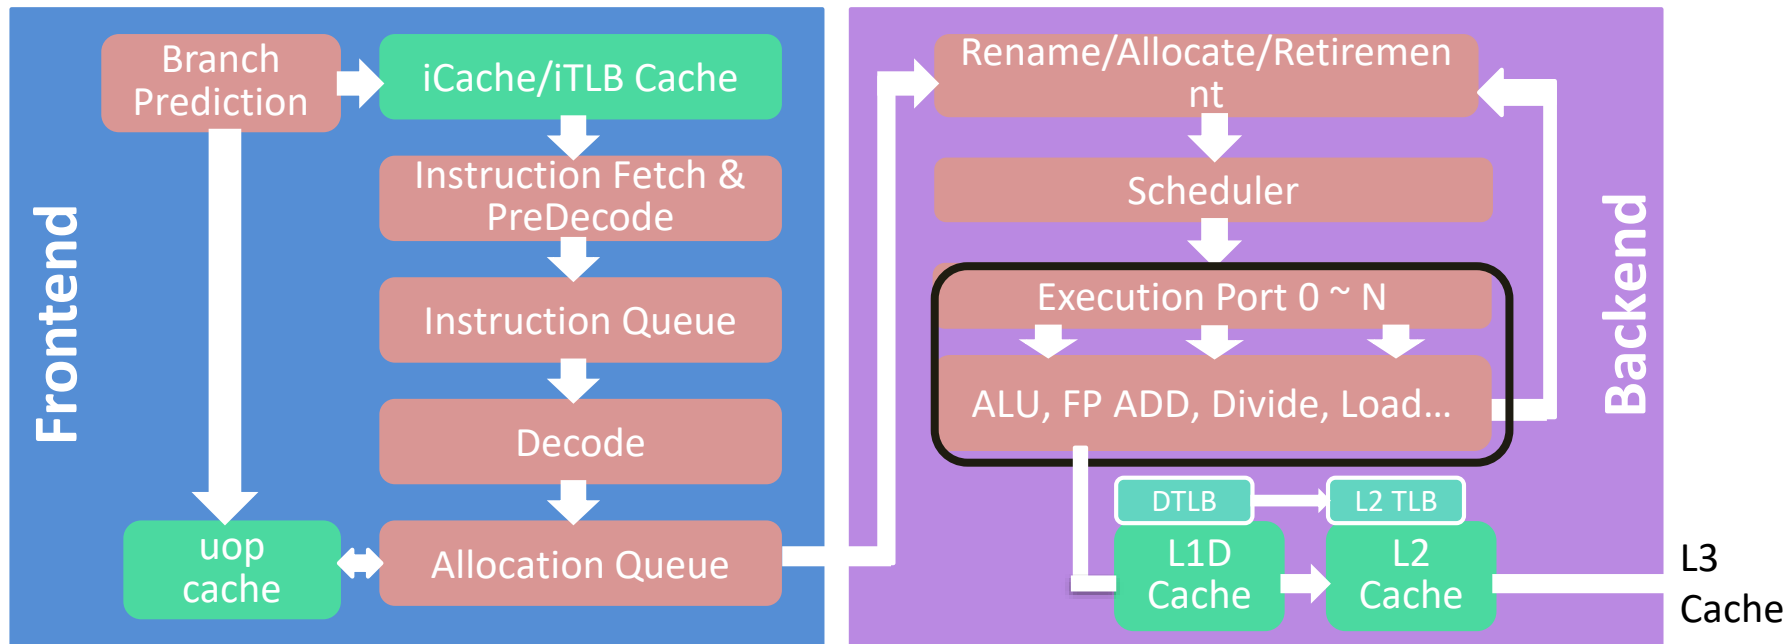 Frontend
Branch
Prediction
iCache/iTLB Cache
Instruction Fetch &
PreDecode
Instruction Queue
Decode
uop
cache
Allocation Queue
Rename/Allocate/Retireme
nt
Scheduler
Execution Port 0 ~ N
ALU, FP ADD, Divide, Load...
DTLB
L2 TLB
L1D
Cache
L2
Cache
Backend
L3
Cache